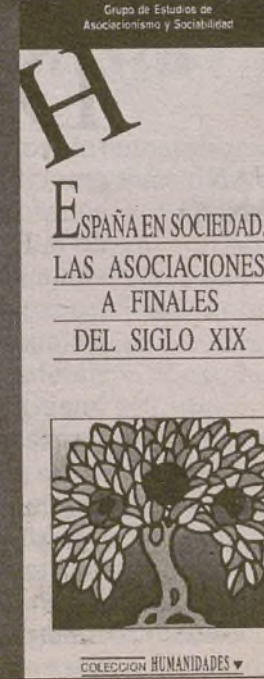 Grupo de Estudios de
Asociacionismo y Sociabilidad
H
ESPAÑA EN SOCIEDAD.
LAS ASOCIACIONES
A FINALES
DEL SIGLO XIX
COLECCION HUMANIDADES